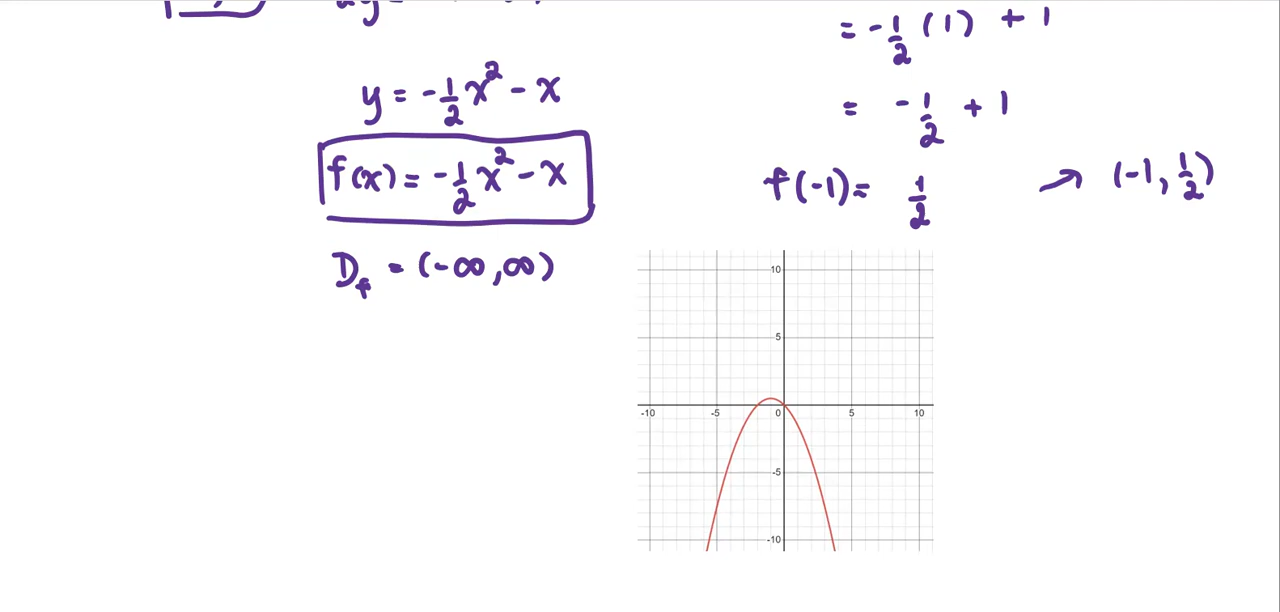 y = -1/2 x² - x
f(x) = -1/2 x² - x
D_f = (-∞, ∞)
= -1/2 (1) + 1
= -1/2 + 1
f(-1) = 1/2 → (-1, 1/2)
10
5
-10 -5 0 5 10
-5
-10